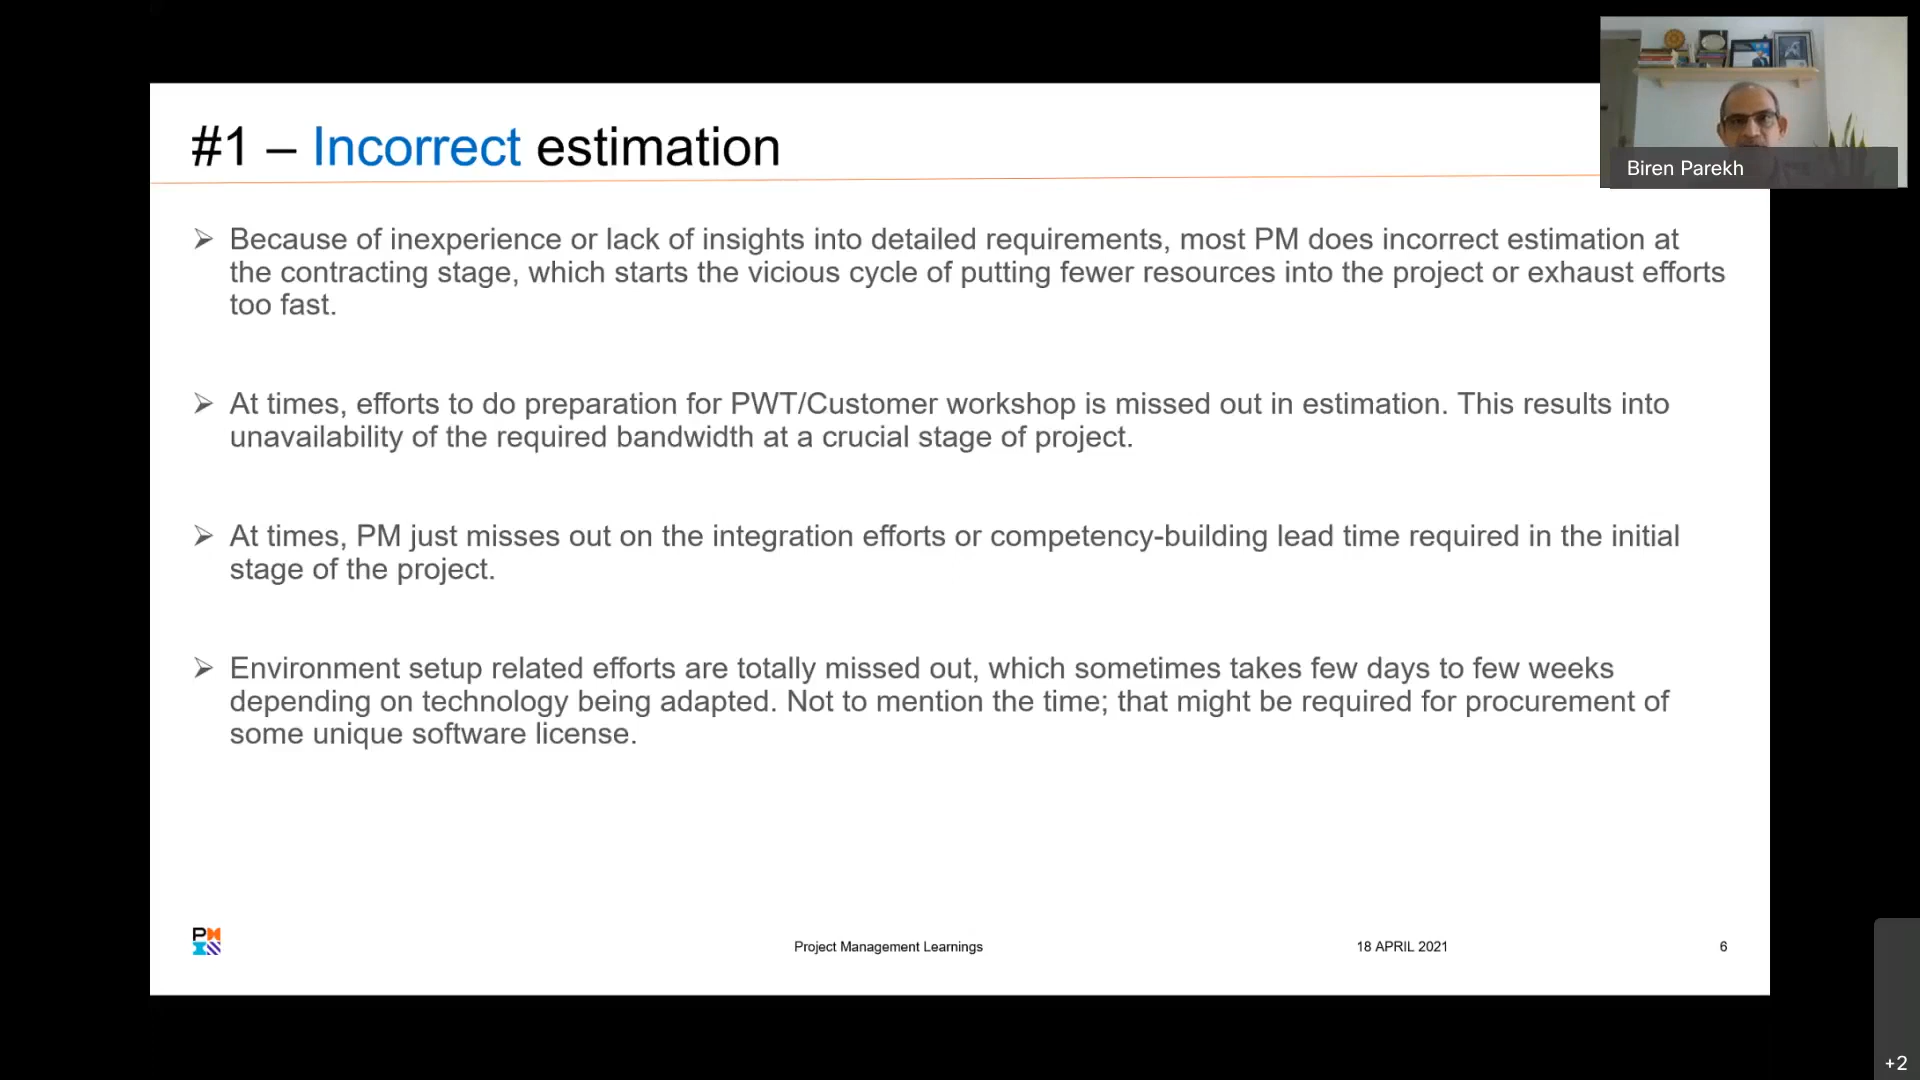 #1 – Incorrect estimation
Biren Parekh
➢ Because of inexperience or lack of insights into detailed requirements, most PM does incorrect estimation at
the contracting stage, which starts the vicious cycle of putting fewer resources into the project or exhaust efforts
too fast.
➢ At times, efforts to do preparation for PWT/Customer workshop is missed out in estimation. This results into
unavailability of the required bandwidth at a crucial stage of project.
➢ At times, PM just misses out on the integration efforts or competency-building lead time required in the initial
stage of the project.
➢ Environment setup related efforts are totally missed out, which sometimes takes few days to few weeks
depending on technology being adapted. Not to mention the time; that might be required for procurement of
some unique software license.
Project Management Learnings
18 APRIL 2021
6
+2